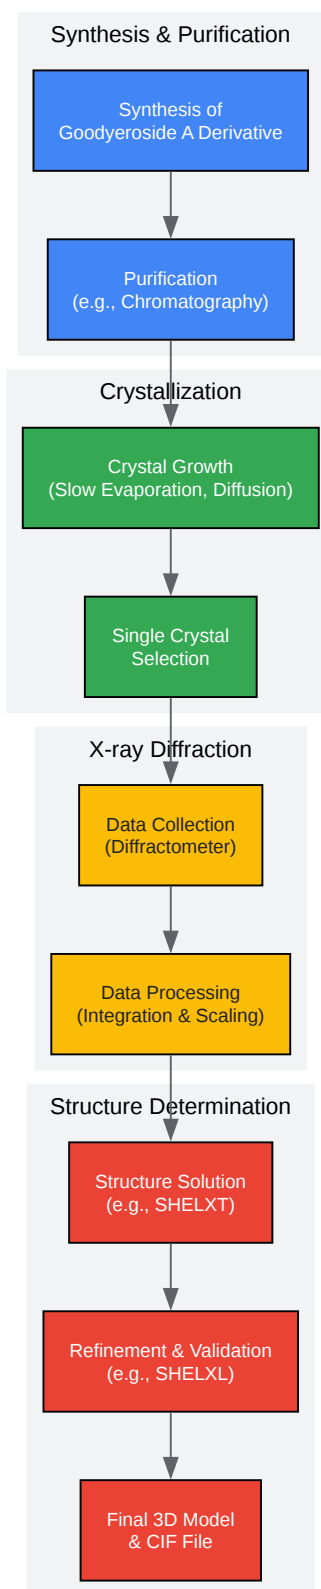 Synthesis & Purification
Synthesis of
Goodyeroside A Derivative
Purification
(e.g., Chromatography)
Crystallization
Crystal Growth
(Slow Evaporation, Diffusion)
Single Crystal
Selection
X-ray Diffraction
Data Collection
(Diffractometer)
Data Processing
(Integration & Scaling)
Structure Determination
Structure Solution
(e.g., SHELXT)
Refinement & Validation
(e.g., SHELXL)
Final 3D Model
& CIF File